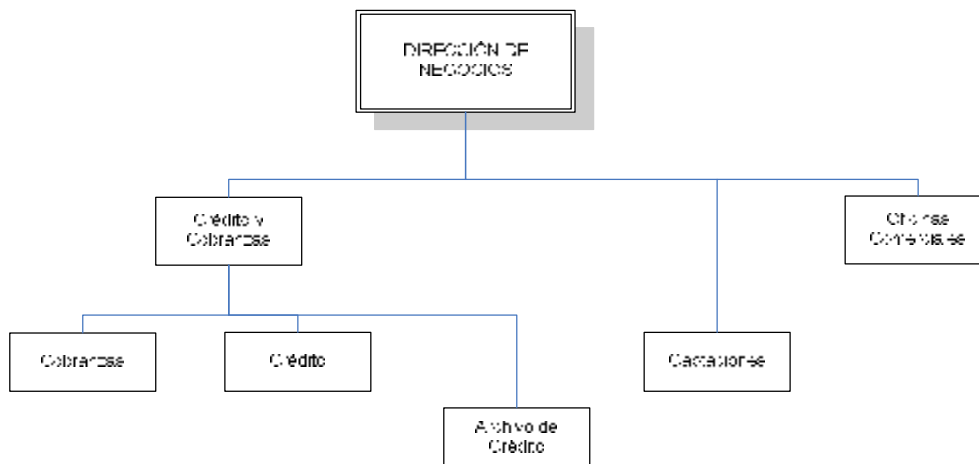 DIRECCIÓN DE
NEGOCIOS
Crédito y
Cobranzas
Oficinas
Comerciales
Cobranzas
Crédito
Captaciones
Archivo de
Crédito